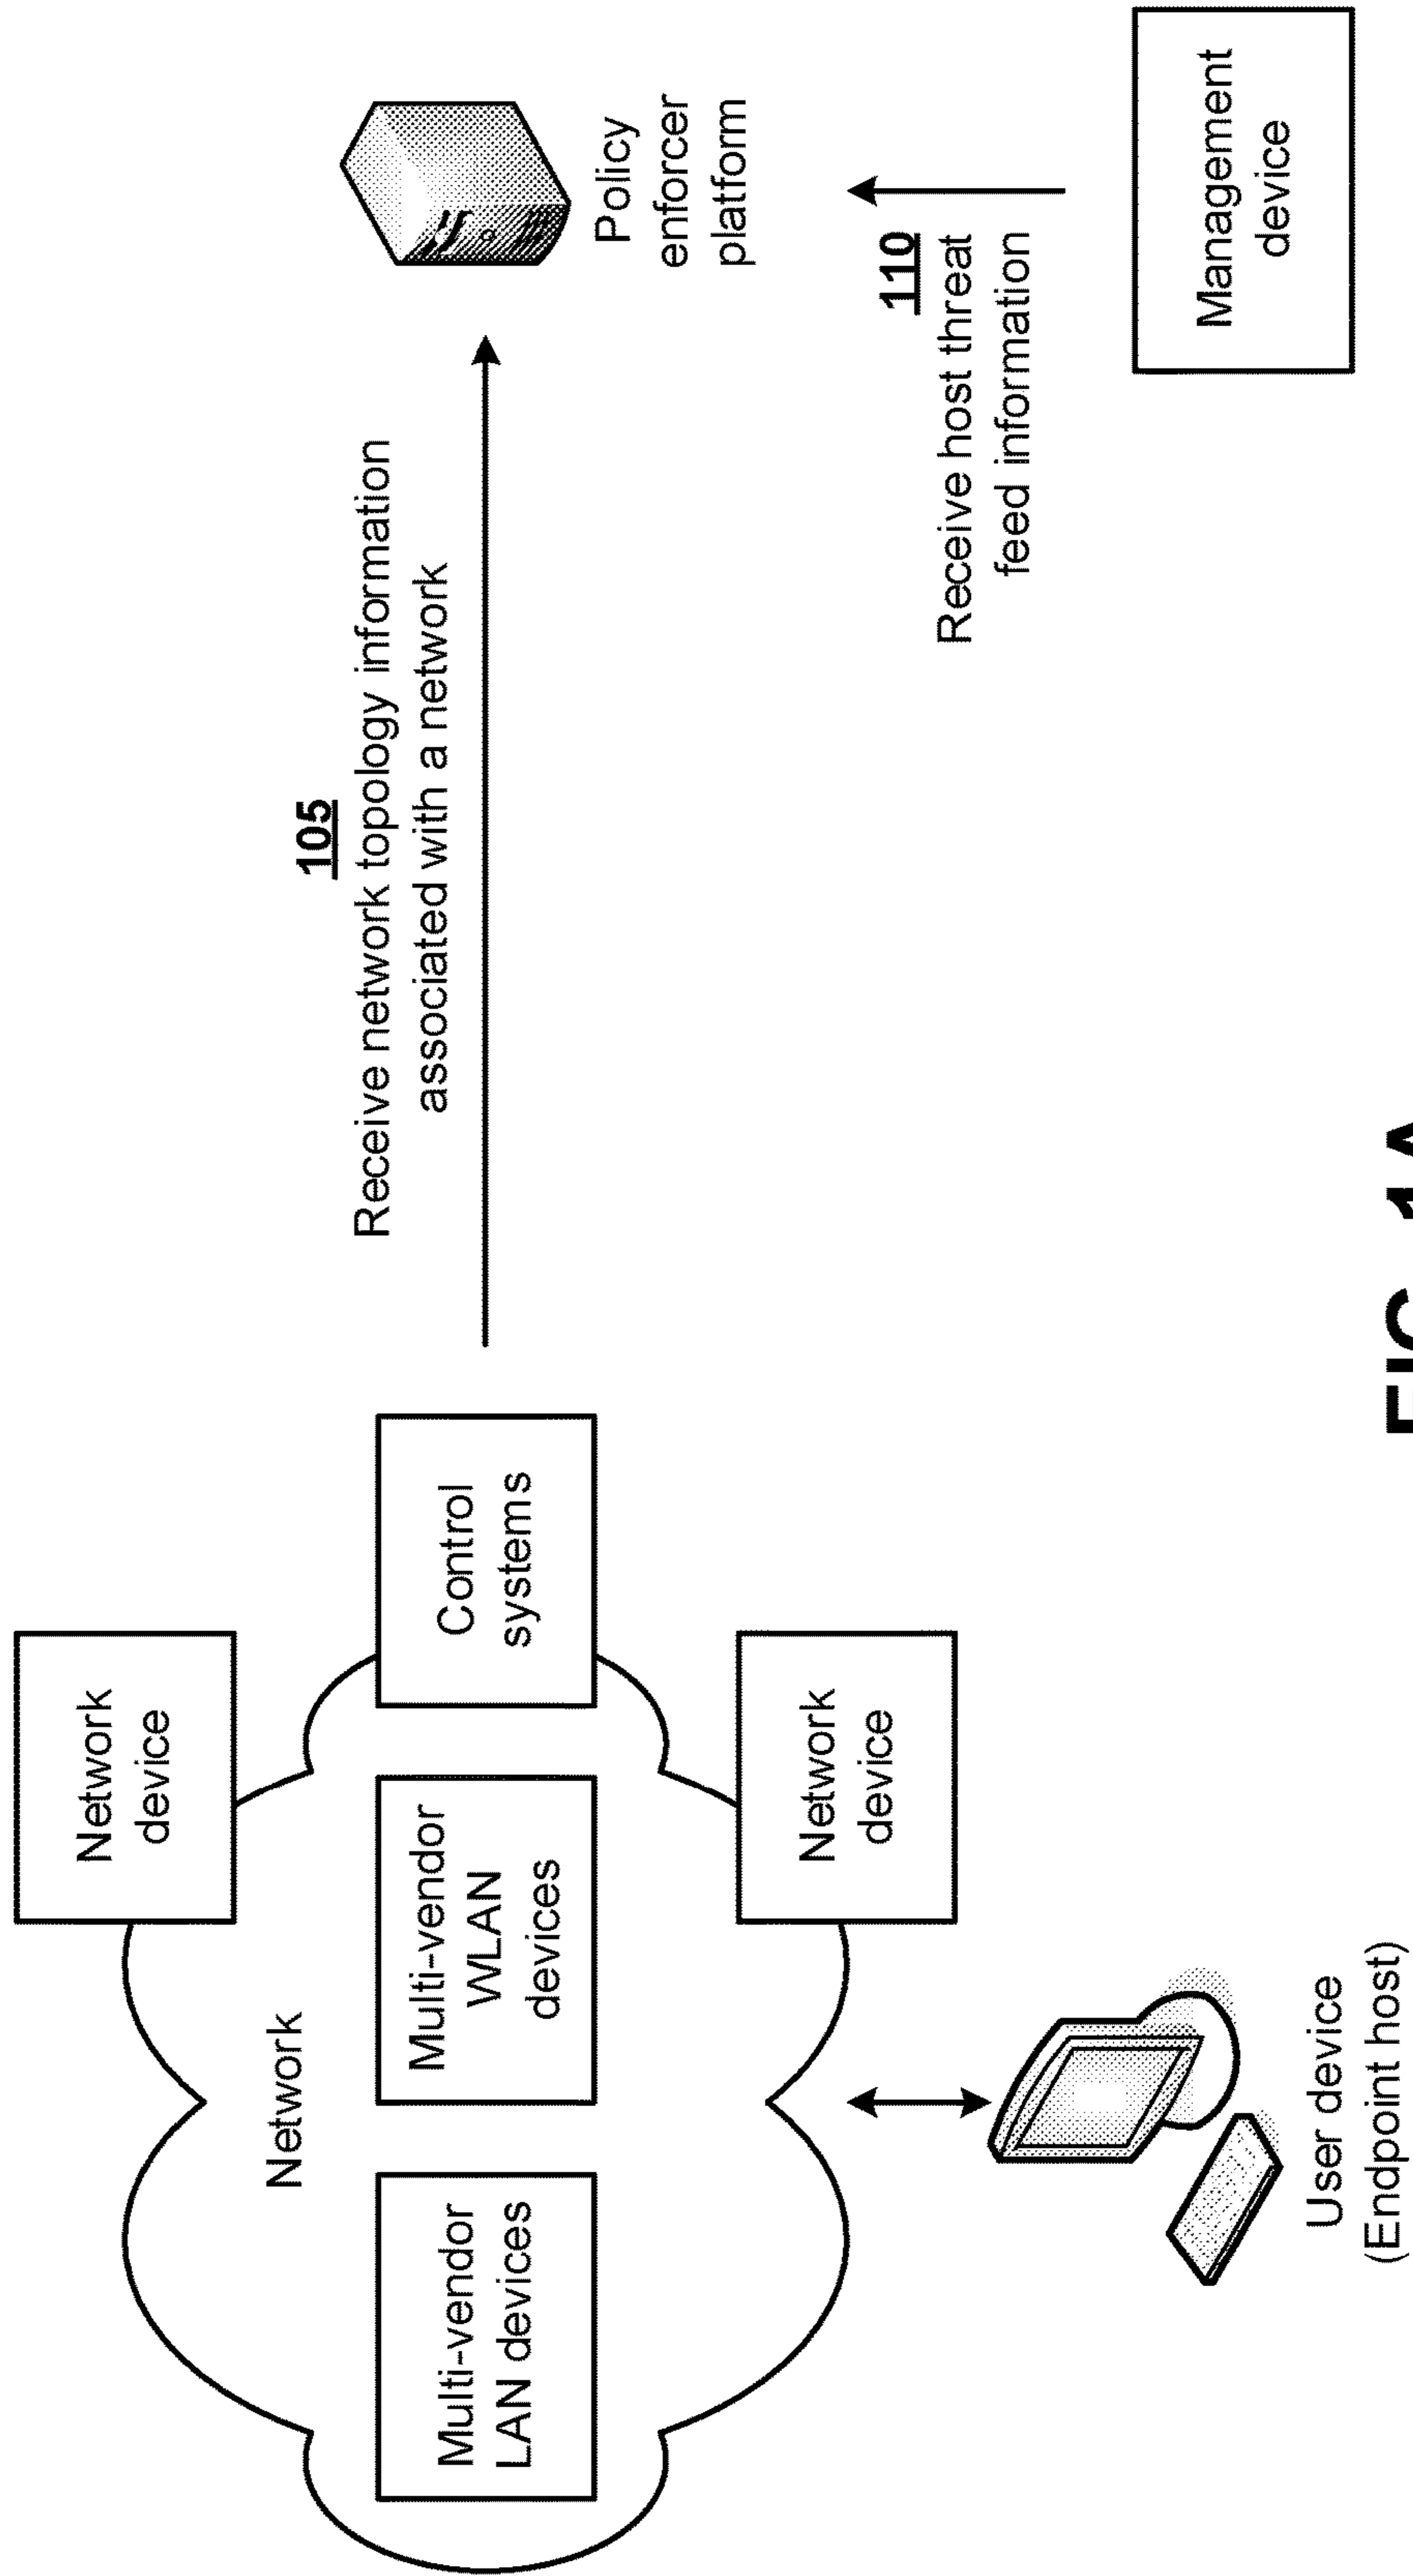 Network
device
Network
Multi-vendor
LAN devices
Multi-vendor
WLAN
devices
Control
systems
Network
device
User device
(Endpoint host)
105
Receive network topology information
associated with a network
Policy
enforcer
platform
110
Receive host threat
feed information
Management
device
FIG. 1A